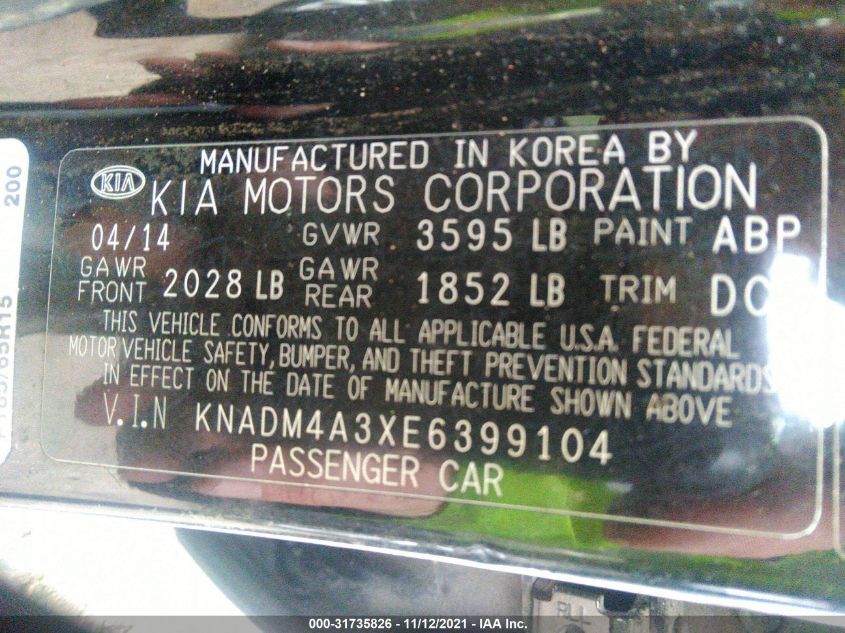 MANUFACTURED IN KOREA BY
KIA KIA MOTORS CORPORATION
04/14 GVWR 3595 LB PAINT ABP
GAWR FRONT 2028 LB GAWR REAR 1852 LB TRIM DO
THIS VEHICLE CONFORMS TO ALL APPLICABLE U.S.A. FEDERAL
MOTOR VEHICLE SAFETY, BUMPER, AND THEFT PREVENTION STANDARDS
IN EFFECT ON THE DATE OF MANUFACTURE SHOWN ABOVE
V.I.N KNADM4A3XE6399104
PASSENGER CAR
200
000-31735826 - 11/12/2021 - IAA Inc.